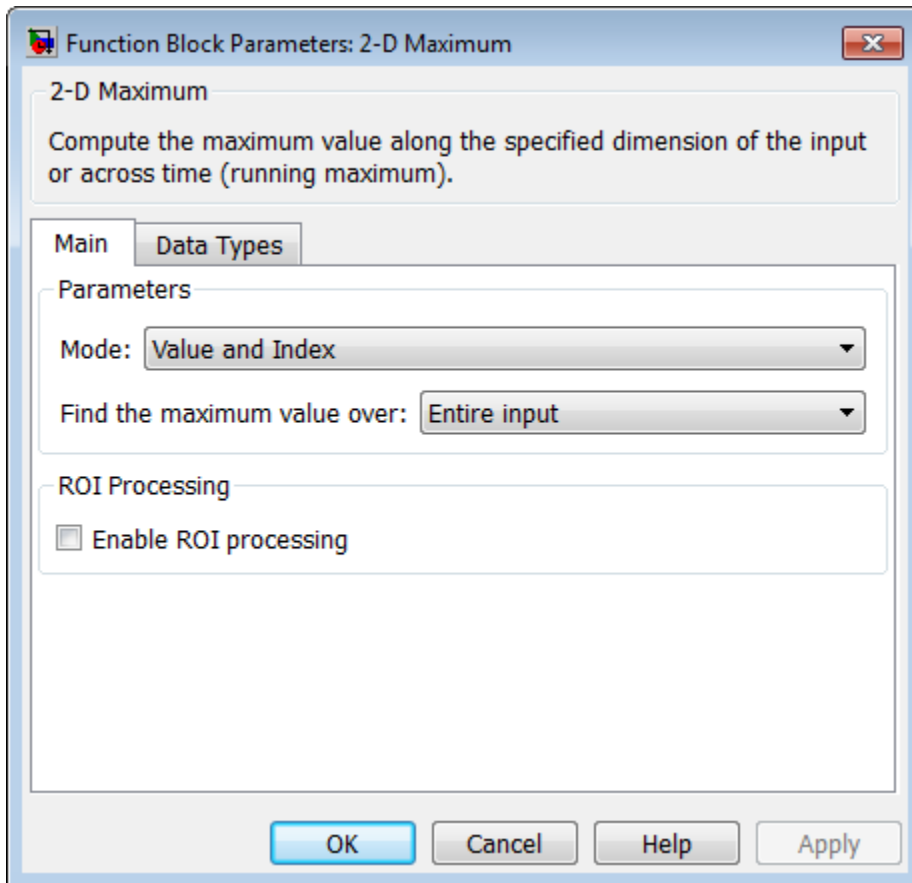 Function Block Parameters: 2-D Maximum
2-D Maximum
Compute the maximum value along the specified dimension of the input
or across time (running maximum).
Main Data Types
Parameters
Mode: Value and Index
Find the maximum value over: Entire input
ROI Processing
Enable ROI processing
OK Cancel Help Apply